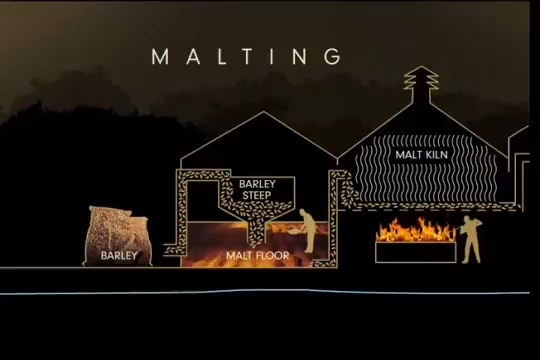 MALTING
MALT KILN
BARLEY
STEEP
BARLEY
MALT FLOOR